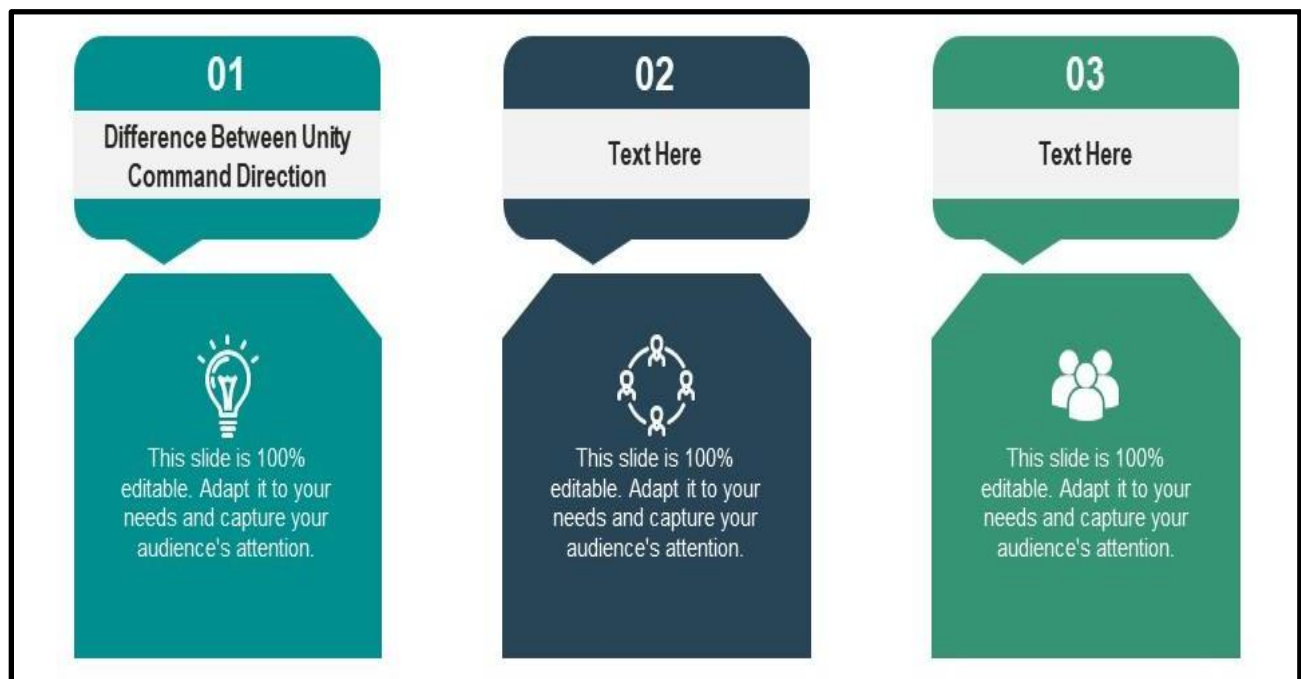 01
Difference Between Unity
Command Direction
This slide is 100%
editable. Adapt it to your
needs and capture your
audience's attention.
02
Text Here
This slide is 100%
editable. Adapt it to your
needs and capture your
audience's attention.
03
Text Here
This slide is 100%
editable. Adapt it to your
needs and capture your
audience's attention.